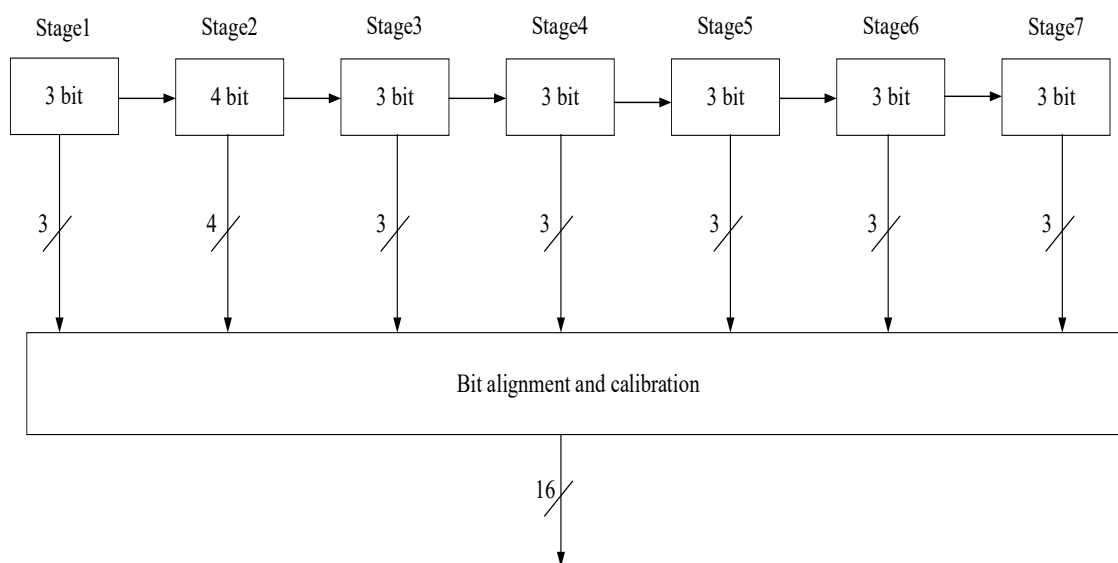 Stage1 Stage2 Stage3 Stage4 Stage5 Stage6 Stage7
3 bit 4 bit 3 bit 3 bit 3 bit 3 bit 3 bit
3 4 3 3 3 3 3
Bit alignment and calibration
16